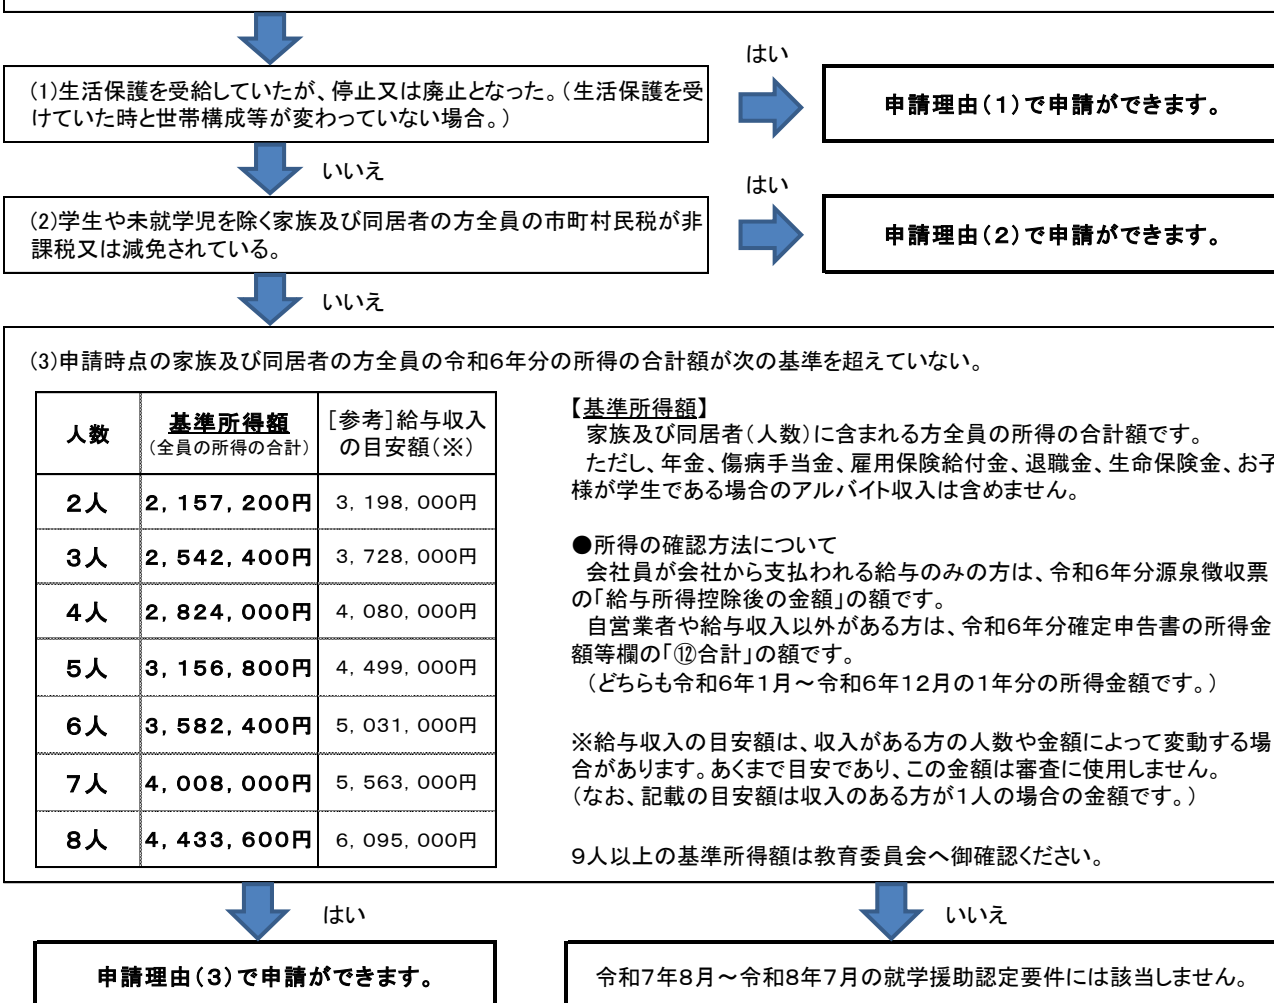 はい
(1)生活保護を受給していたが、停止又は廃止となった。(生活保護を受
けていた時と世帯構成等が変わっていない場合。)
申請理由(1)で申請ができます。
いいえ
はい
(2)学生や未就学児を除く家族及び同居者の方全員の市町村民税が非
課税又は減免されている。
申請理由(2)で申請ができます。
いいえ
(3)申請時点の家族及び同居者の方全員の令和6年分の所得の合計額が次の基準を超えていない。
人数 基準所得額 [参考]給与収入
(全員の所得の合計) の目安額(※)
2人 2,157,200円 3,198,000円
3人 2,542,400円 3,728,000円
4人 2,824,000円 4,080,000円
5人 3,156,800円 4,499,000円
6人 3,582,400円 5,031,000円
7人 4,008,000円 5,563,000円
8人 4,433,600円 6,095,000円
【基準所得額】
家族及び同居者(人数)に含まれる方全員の所得の合計額です。
ただし、年金、傷病手当金、雇用保険給付金、退職金、生命保険金、お子
様が学生である場合のアルバイト収入は含めません。
●所得の確認方法について
会社員が会社から支払われる給与のみの方は、令和6年分源泉徴収票
の「給与所得控除後の金額」の額です。
自営業者や給与収入以外がある方は、令和6年分確定申告書の所得金
額等欄の「⑫合計」の額です。
(どちらも令和6年1月~令和6年12月の1年分の所得金額です。)
※給与収入の目安額は、収入がある方の人数や金額によって変動する場
合があります。あくまで目安であり、この金額は審査に使用しません。
(なお、記載の目安額は収入のある方が1人の場合の金額です。)
9人以上の基準所得額は教育委員会へ御確認ください。
はい
いいえ
申請理由(3)で申請ができます。
令和7年8月~令和8年7月の就学援助認定要件には該当しません。